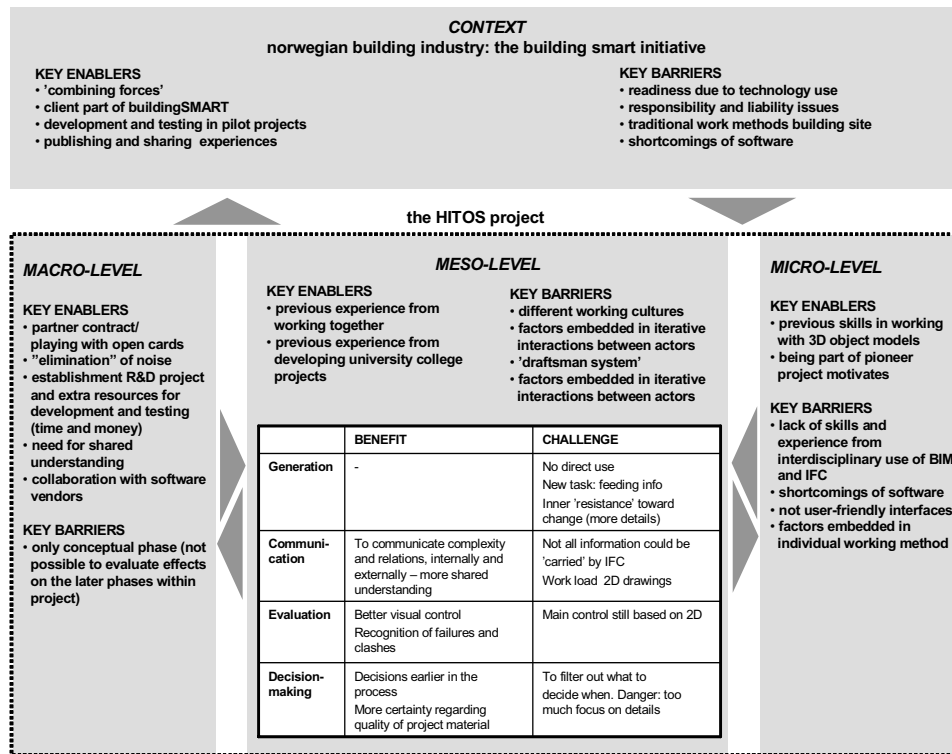 CONTEXT
norwegian building industry: the building smart initiative
KEY ENABLERS
• 'combining forces'
• client part of buildingSMART
• development and testing in pilot projects
• publishing and sharing experiences
KEY BARRIERS
• readiness due to technology use
• responsibility and liability issues
• traditional work methods building site
• shortcomings of software
the HITOS project
MACRO-LEVEL
KEY ENABLERS
• partner contract/
playing with open cards
• ”elimination” of noise
• establishment R&D project
and extra resources for
development and testing
(time and money)
• need for shared
understanding
• collaboration with software
vendors
KEY BARRIERS
• only conceptual phase (not
possible to evaluate effects
on the later phases within
project)
MESO-LEVEL
KEY ENABLERS
• previous experience from
working together
• previous experience from
developing university college
projects
KEY BARRIERS
• different working cultures
• factors embedded in iterative
interactions between actors
• 'draftsman system'
• factors embedded in iterative
interactions between actors
BENEFIT
CHALLENGE
Generation
-
No direct use
New task: feeding info
Inner 'resistance' toward
change (more details)
Communi-
cation
To communicate complexity
and relations, internally and
externally – more shared
understanding
Not all information could be
'carried' by IFC
Work load 2D drawings
Evaluation
Better visual control
Recognition of failures and
clashes
Main control still based on 2D
Decision-
making
Decisions earlier in the
process
More certainty regarding
quality of project material
To filter out what to
decide when. Danger: too
much focus on details
MICRO-LEVEL
KEY ENABLERS
• previous skills in working
with 3D object models
• being part of pioneer
project motivates
KEY BARRIERS
• lack of skills and
experience from
interdisciplinary use of BIM
and IFC
• shortcomings of software
• not user-friendly interfaces
• factors embedded in
individual working method